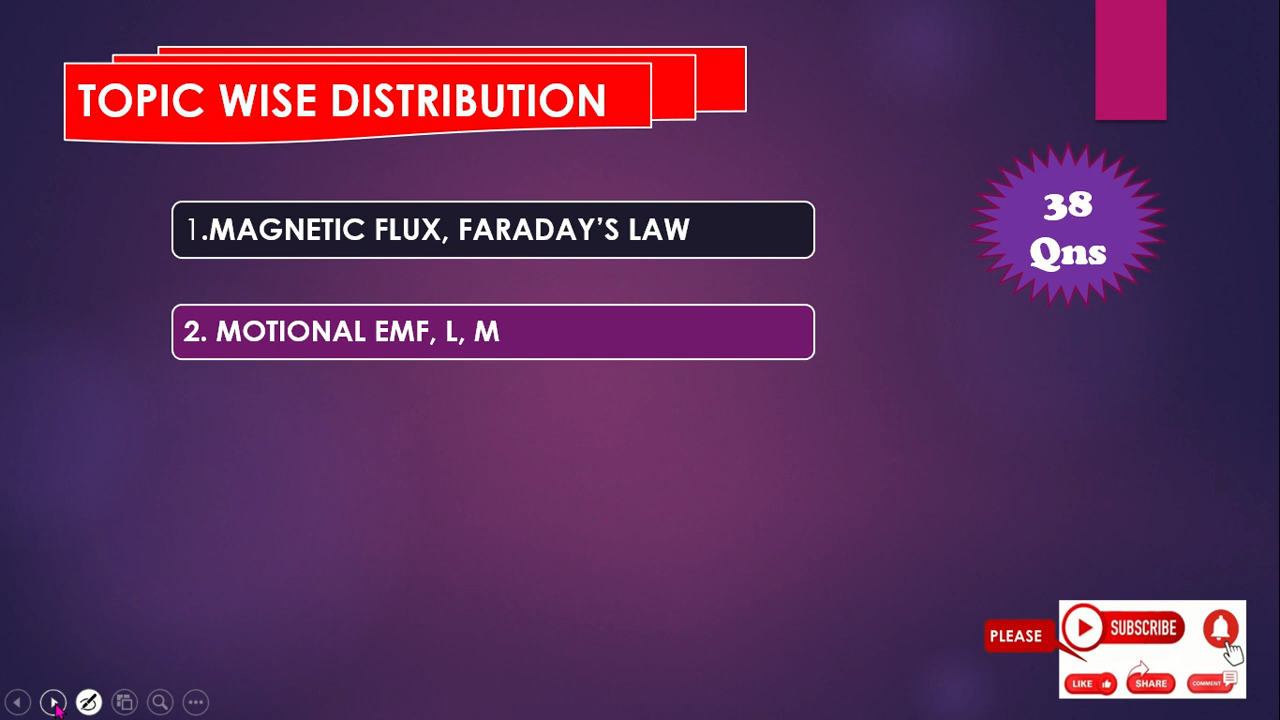 TOPIC WISE DISTRIBUTION
1.MAGNETIC FLUX, FARADAY’S LAW
2. MOTIONAL EMF, L, M
38
Qns
PLEASE
SUBSCRIBE
LIKE
SHARE
COMMENT